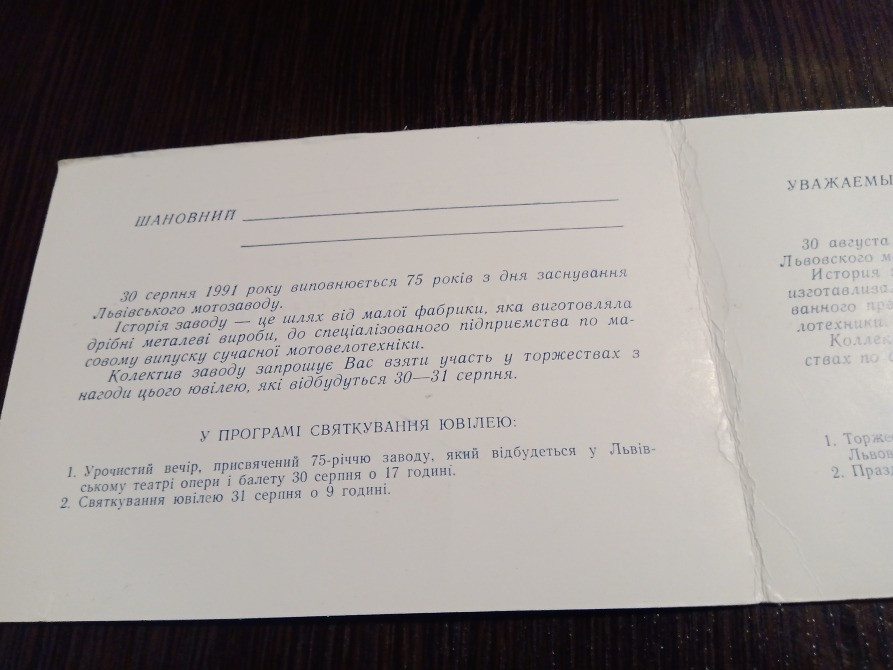 ШАНОВНИЙ
30 серпня 1991 року виповнюється 75 років з дня заснування
Львівського мотозаводу.
Історія заводу — це шлях від малої фабрики, яка виготовляла
дрібні металеві вироби, до спеціалізованого підприємства по ма-
совому випуску сучасної мотовелотехніки.
Колектив заводу запрошує Вас взяти участь у торжествах з
нагоди цього ювілею, які відбудуться 30—31 серпня.
У ПРОГРАМІ СВЯТКУВАННЯ ЮВІЛЕЮ:
1. Урочистий вечір, присвячений 75-річчю заводу, який відбудеться у Львів-
ському театрі опери і балету 30 серпня о 17 годині.
2. Святкування ювілею 31 серпня о 9 годині.
УВАЖАЕМЫ
30 августа
Львовского м
История
изготавлива
ванного пра
лотехники.
Коллек
ствах по
1. Торже
Львов
2. Празд